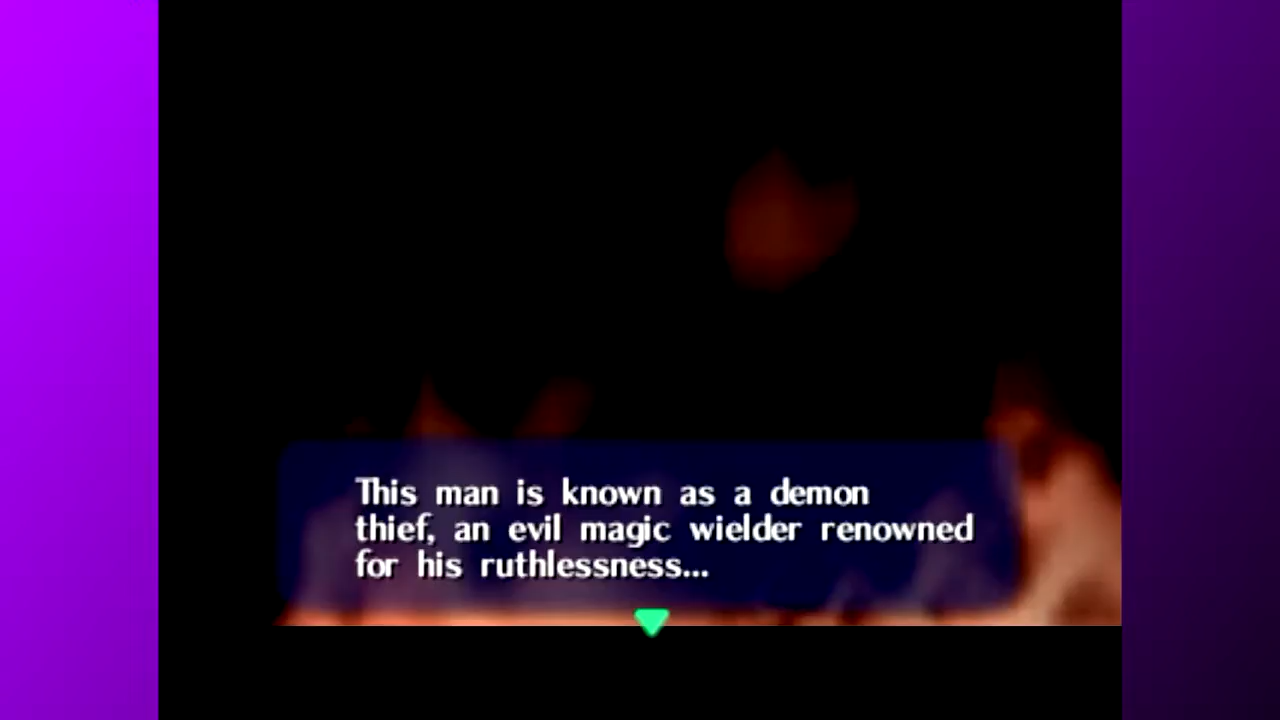 This man is known as a demon
thief, an evil magic wielder renowned
for his ruthlessness...